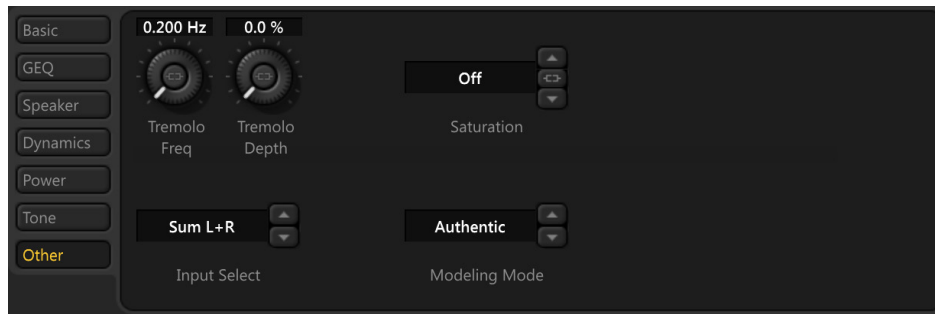 Basic
GEQ
Speaker
Dynamics
Power
Tone
Other
0.200 Hz
0.0 %
Tremolo
Freq
Tremolo
Depth
Off
Saturation
Sum L+R
Input Select
Authentic
Modeling Mode